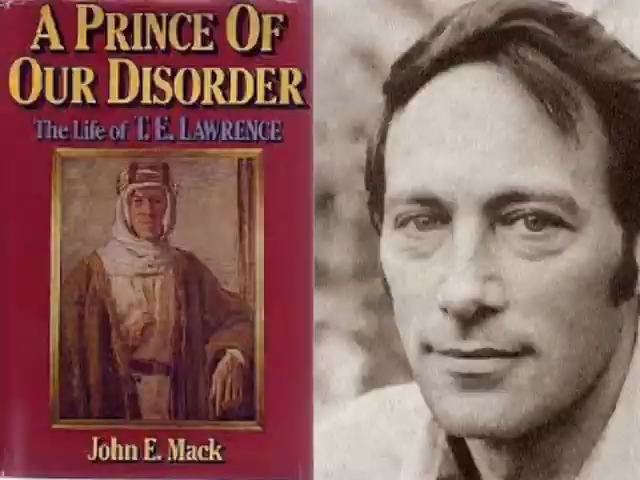 A PRINCE OF
OUR DISORDER
The Life of T. E. LAWRENCE
John E. Mack